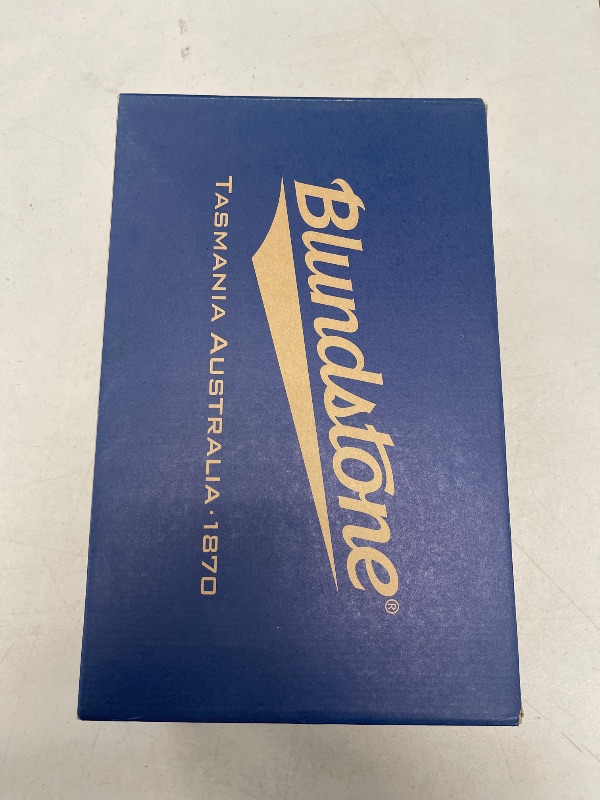 Blundstone®
TASMANIA AUSTRALIA · 1870